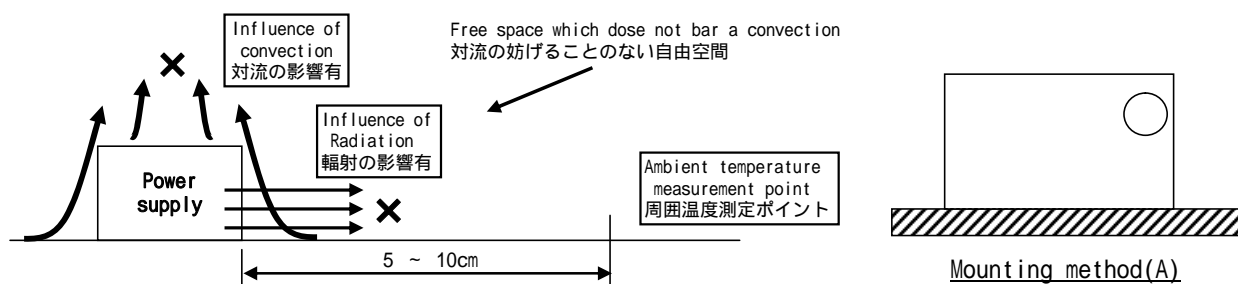 Influence of
convection
対流の影響有
Free space which dose not bar a convection
対流の妨げることのない自由空間
Influence of
Radiation
輻射の影響有
Power
supply
Ambient temperature
measurement point
周囲温度測定ポイント
5 ~ 10cm
Mounting method(A)